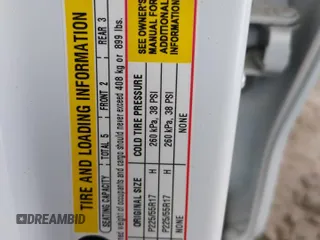 TIRE AND LOADING INFORMATION
SEATING CAPACITY TOTAL 5 FRONT 2 REAR 3
weight of occupants and cargo should never exceed 408 kg or 899 lbs.
ORIGINAL SIZE COLD TIRE PRESSURE
P225/55R17 H 260 kPa, 38 PSI
P225/55R17 H 260 kPa, 38 PSI
NONE NONE
SEE OWNER'S
MANUAL FOR
ADDITIONAL
INFORMATION
DREAMBID